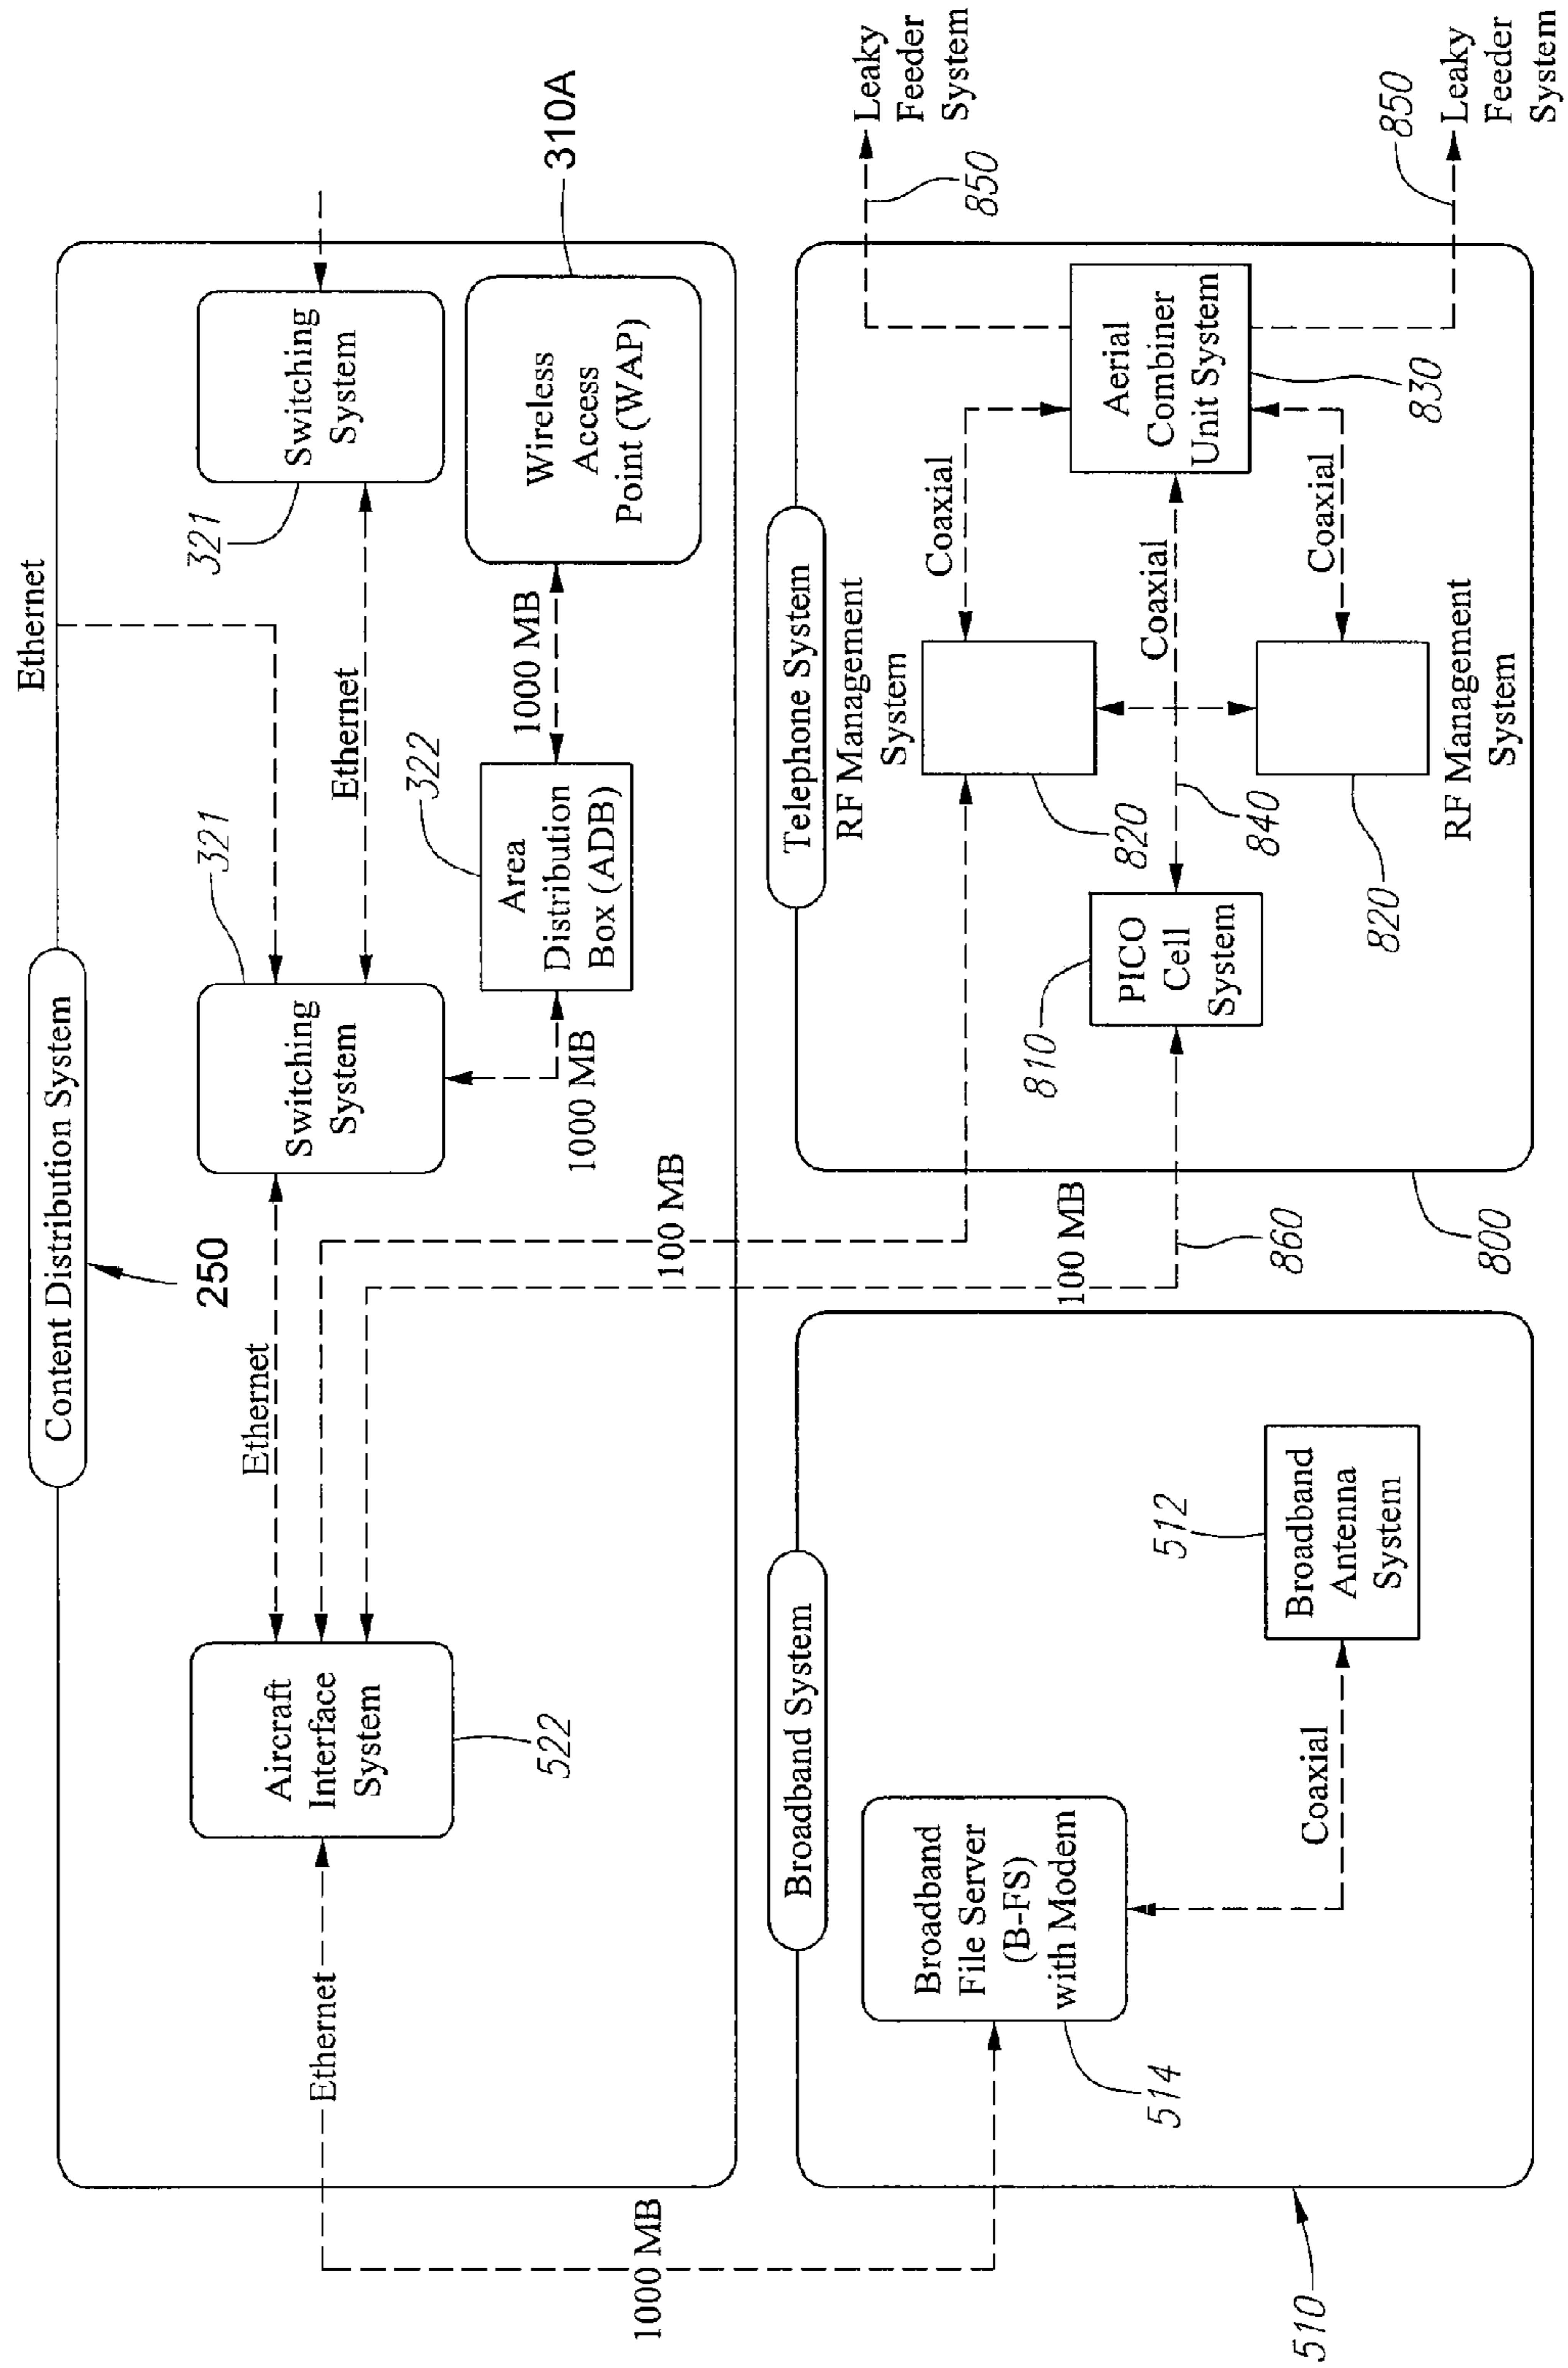 Content Distribution System
250
Ethernet
Aircraft
Interface
System
522
Ethernet
Ethernet
Switching
System
321
Ethernet
Switching
System
321
1000 MB
Area
Distribution
Box (ADB)
322
1000 MB
Wireless
Access
Point (WAP)
310A
1000 MB
100 MB
100 MB
860
Broadband System
Broadband
File Server
(B-FS)
with Modem
514
Coaxial
Broadband
Antenna
System
512
510
Telephone System
RF Management
System
820
PICO
Cell
System
810
840
Coaxial
Coaxial
Coaxial
820
RF Management
System
Aerial
Combiner
Unit System
830
800
850
Leaky
Feeder
System
850
Leaky
Feeder
System